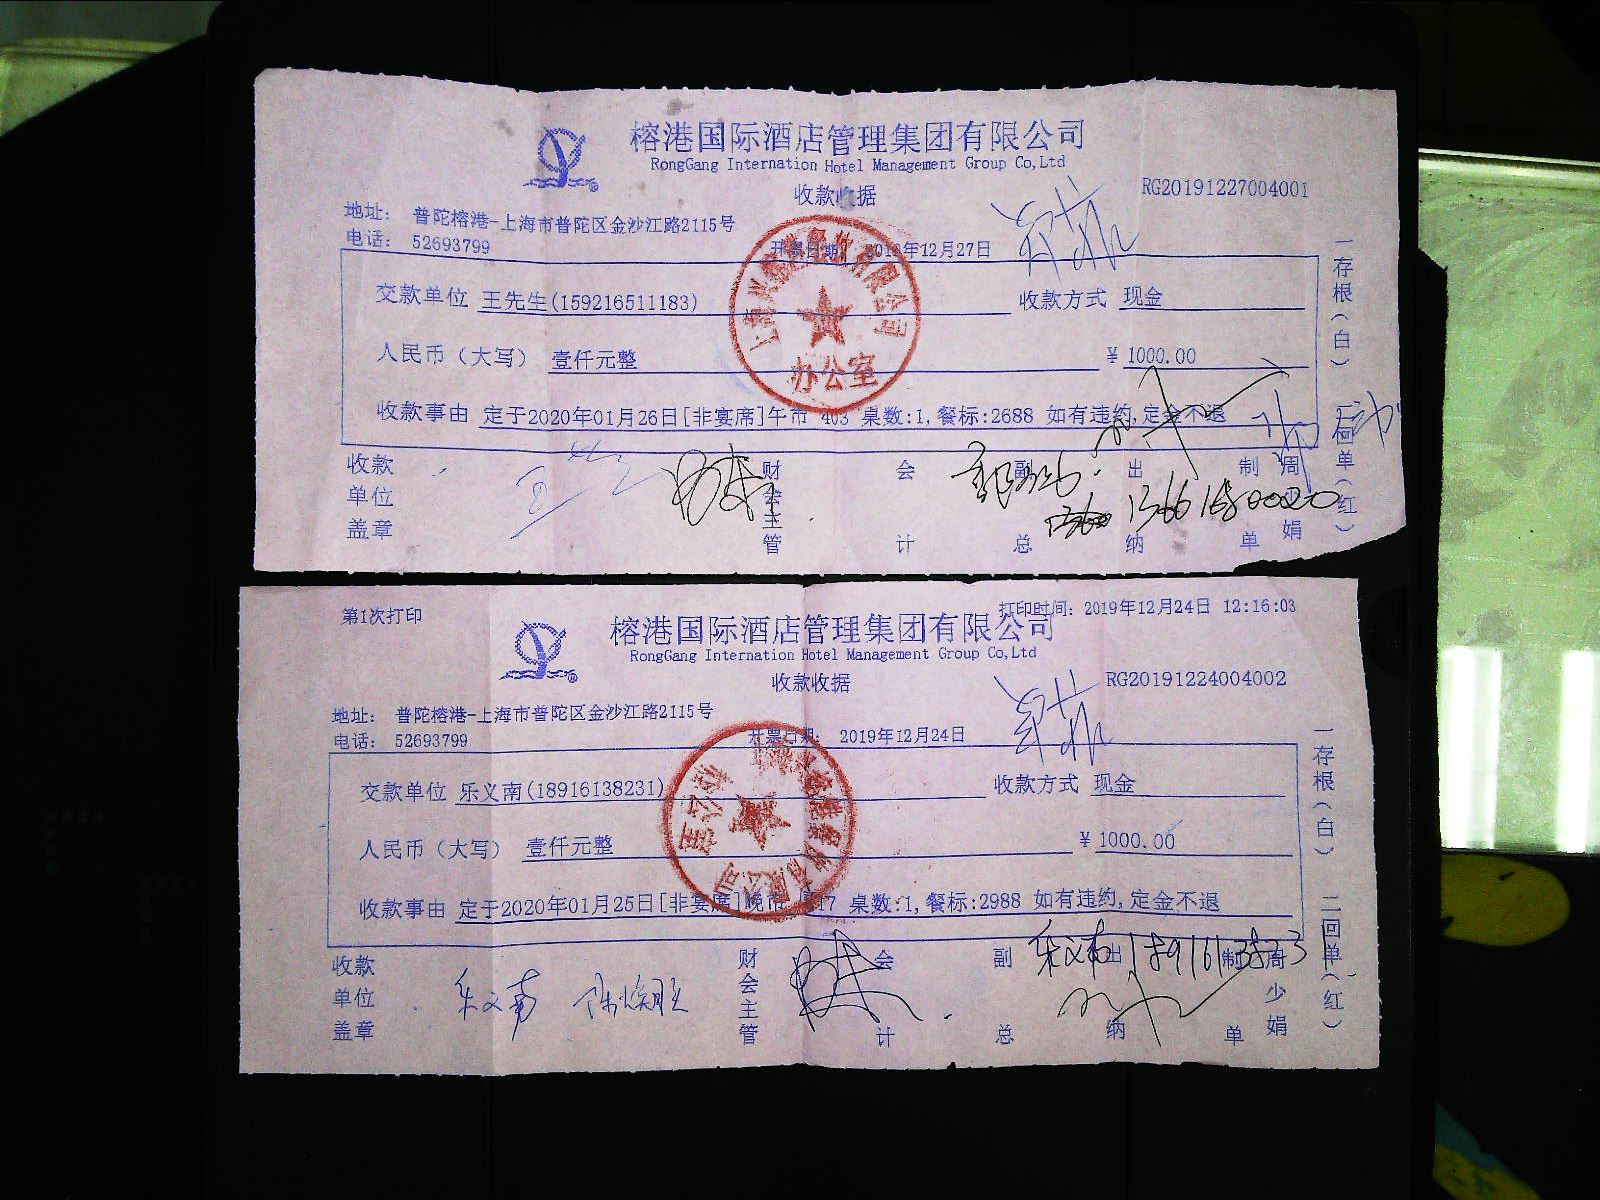 榕港国际酒店管理集团有限公司
RongGang Internation Hotel Management Group Co,Ltd
收款收据
RG20191227004001
地址: 普陀榕港-上海市普陀区金沙江路2115号
电话: 52693799
开票日期: 2019年12月27日
交款单位 王先生(159216511183) 收款方式 现金
人民币(大写) 壹仟元整 ¥ 1000.00
收款事由 定于2020年01月26日[非宴席]午市 403 桌数:1,餐标:2688 如有违约,定金不退
收款单位盖章 财会主管 会计 副总 出纳 制单 周少娟
一存根(白) 二回单(红)
餐饮有限公司
办公室
第1次打印
打印时间: 2019年12月24日 12:16:03
榕港国际酒店管理集团有限公司
RongGang Internation Hotel Management Group Co,Ltd
收款收据
RG20191224004002
地址: 普陀榕港-上海市普陀区金沙江路2115号
电话: 52693799
开票日期: 2019年12月24日
交款单位 乐义南(18916138231) 收款方式 现金
人民币(大写) 壹仟元整 ¥ 1000.00
收款事由 定于2020年01月25日[非宴席]晚市 桌数:1,餐标:2988 如有违约,定金不退
收款单位盖章 乐义南 财会主管 会计 副总 出纳 制单 周少娟
乐义南
一存根(白) 二回单(红)